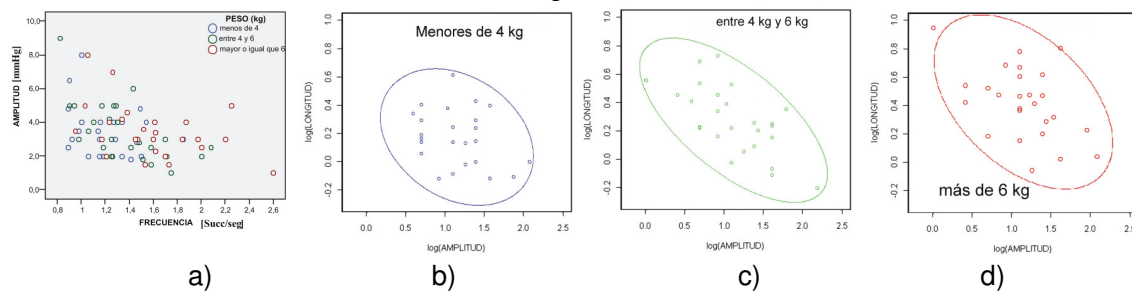 PESO (kg)
menos de 4
entre 4 y 6
mayor o igual que 6
AMPLITUD [mmHg]
10,0
8,0
6,0
4,0
2,0
0,0
0,8 1 1,2 1,4 1,6 1,8 2 2,2 2,4 2,6
FRECUENCIA [Succ/seg]
a)
Menores de 4 kg
log(LONGITUD)
1.0
0.8
0.6
0.4
0.2
0.0
-0.2
0.0 0.5 1.0 1.5 2.0 2.5
log(AMPLITUD)
b)
entre 4 kg y 6 kg
log(LONGITUD)
1.0
0.8
0.6
0.4
0.2
0.0
0.0 0.5 1.0 1.5 2.0 2.5
log(AMPLITUD)
c)
más de 6 kg
log(LONGITUD)
1.0
0.8
0.6
0.4
0.2
0.0
-0.2
0.0 0.5 1.0 1.5 2.0 2.5
log(AMPLITUD)
d)